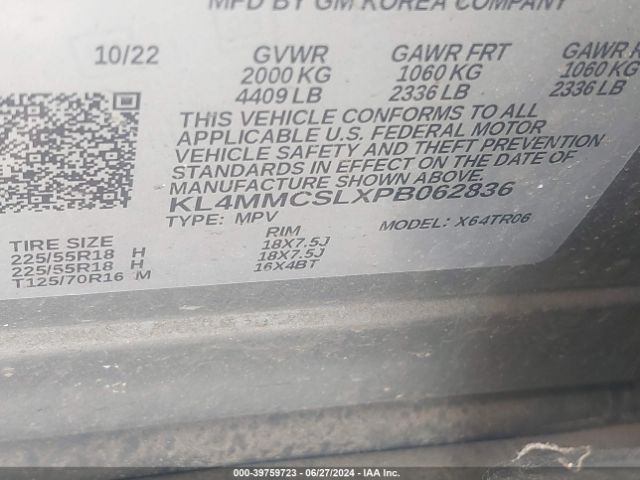 MFD BY GM KOREA COMPANY
10/22 GVWR GAWR FRT GAWR
2000 KG 1060 KG 1060 KG
4409 LB 2336 LB 2336 LB
THIS VEHICLE CONFORMS TO ALL
APPLICABLE U.S. FEDERAL MOTOR
VEHICLE SAFETY AND THEFT PREVENTION
STANDARDS IN EFFECT ON THE DATE OF
MANUFACTURE SHOWN ABOVE.
KL4MMCSLXPB062836
TYPE: MPV MODEL: X64TR06
TIRE SIZE RIM
225/55R18 H 18X7.5J
225/55R18 H 18X7.5J
T125/70R16 M 16X4BT
000-39759723 - 06/27/2024 - IAA Inc.